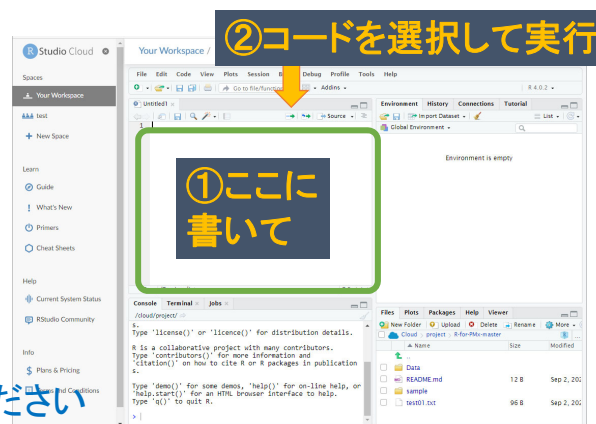 ②コードを選択して実行
Studio Cloud
Your Workspace /
Spaces
Your Workspace
test
New Space
Learn
Guide
What's New
Primers
Cheat Sheets
Help
Current System Status
RStudio Community
Info
Plans & Pricing
Terms and Conditions
ださい
File Edit Code View Plots Session Debug Profile Tools Help
Go to file/function Addins
R 4.0.2
Untitled1
Source
1
①ここに
書いて
Console Terminal Jobs
/cloud/project/
s.
Type 'license()' or 'licence()' for distribution details.
R is a collaborative project with many contributors.
Type 'contributors()' for more information and
'citation()' on how to cite R or R packages in publication
s.
Type 'demo()' for some demos, 'help()' for on-line help, or
'help.start()' for an HTML browser interface to help.
Type 'q()' to quit R.
>
Environment History Connections Tutorial
Import Dataset List
Global Environment
Environment is empty
Files Plots Packages Help Viewer
New Folder Upload Delete Rename More
Cloud project R-for-PMx-master
Name Size Modified
..
Data
README.md 12 B Sep 2, 202
sample
test01.txt 96 B Sep 2, 202